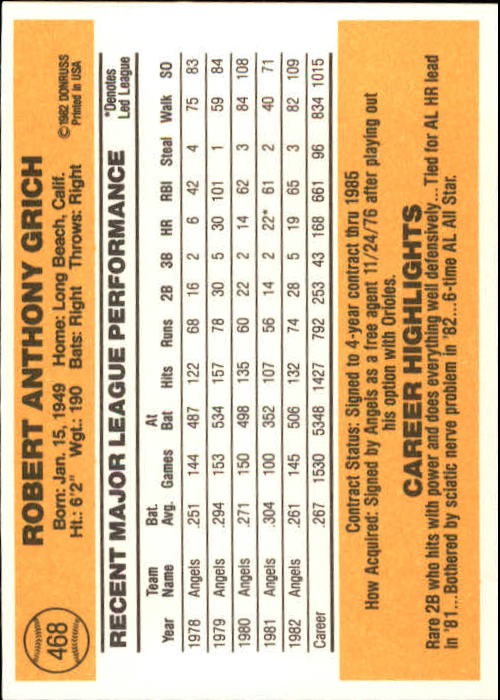 468
ROBERT ANTHONY GRICH
Born: Jan. 15, 1949 Home: Long Beach, Calif.
Ht.: 6'2" Wgt.: 190 Bats: Right Throws: Right
©1982 DONRUSS
Printed in USA
RECENT MAJOR LEAGUE PERFORMANCE
*Denotes
Led League
Team Bat. At
Year Name Avg. Games Bat Hits Runs 2B 3B HR RBI Steal Walk SO
1978 Angels .251 144 487 122 68 16 2 6 42 4 75 83
1979 Angels .294 153 534 157 78 30 5 30 101 1 59 84
1980 Angels .271 150 498 135 60 22 2 14 62 3 84 108
1981 Angels .304 100 352 107 56 14 2 22* 61 2 40 71
1982 Angels .261 145 506 132 74 28 5 19 65 3 82 109
Career .267 1530 5348 1427 792 253 43 168 661 96 834 1015
Contract Status: Signed to 4-year contract thru 1985
How Acquired: Signed by Angels as a free agent 11/24/76 after playing out
his option with Orioles.
CAREER HIGHLIGHTS
Rare 2B who hits with power and does everything well defensively...Tied for AL HR lead
in '81...Bothered by sciatic nerve problem in '82...6-time AL All Star.